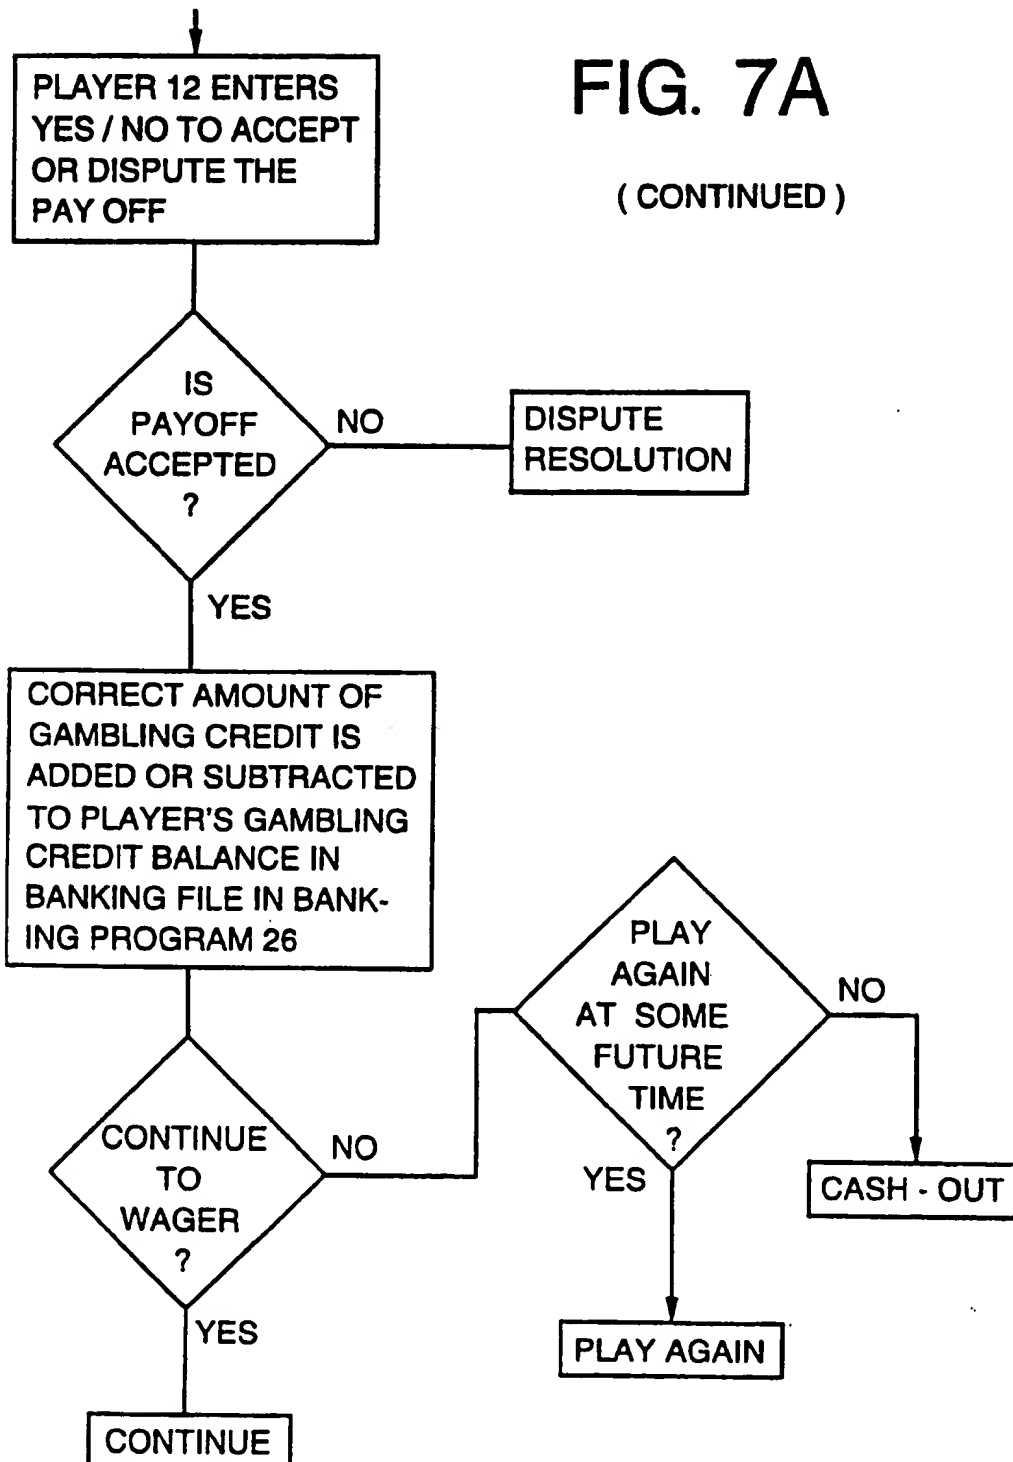 FIG. 7A
( CONTINUED )
PLAYER 12 ENTERS
YES / NO TO ACCEPT
OR DISPUTE THE
PAY OFF
IS
PAYOFF
ACCEPTED
?
NO
DISPUTE
RESOLUTION
YES
CORRECT AMOUNT OF
GAMBLING CREDIT IS
ADDED OR SUBTRACTED
TO PLAYER'S GAMBLING
CREDIT BALANCE IN
BANKING FILE IN BANK-
ING PROGRAM 26
CONTINUE
TO
WAGER
?
NO
YES
CONTINUE
PLAY
AGAIN
AT SOME
FUTURE
TIME
?
NO
CASH - OUT
YES
PLAY AGAIN